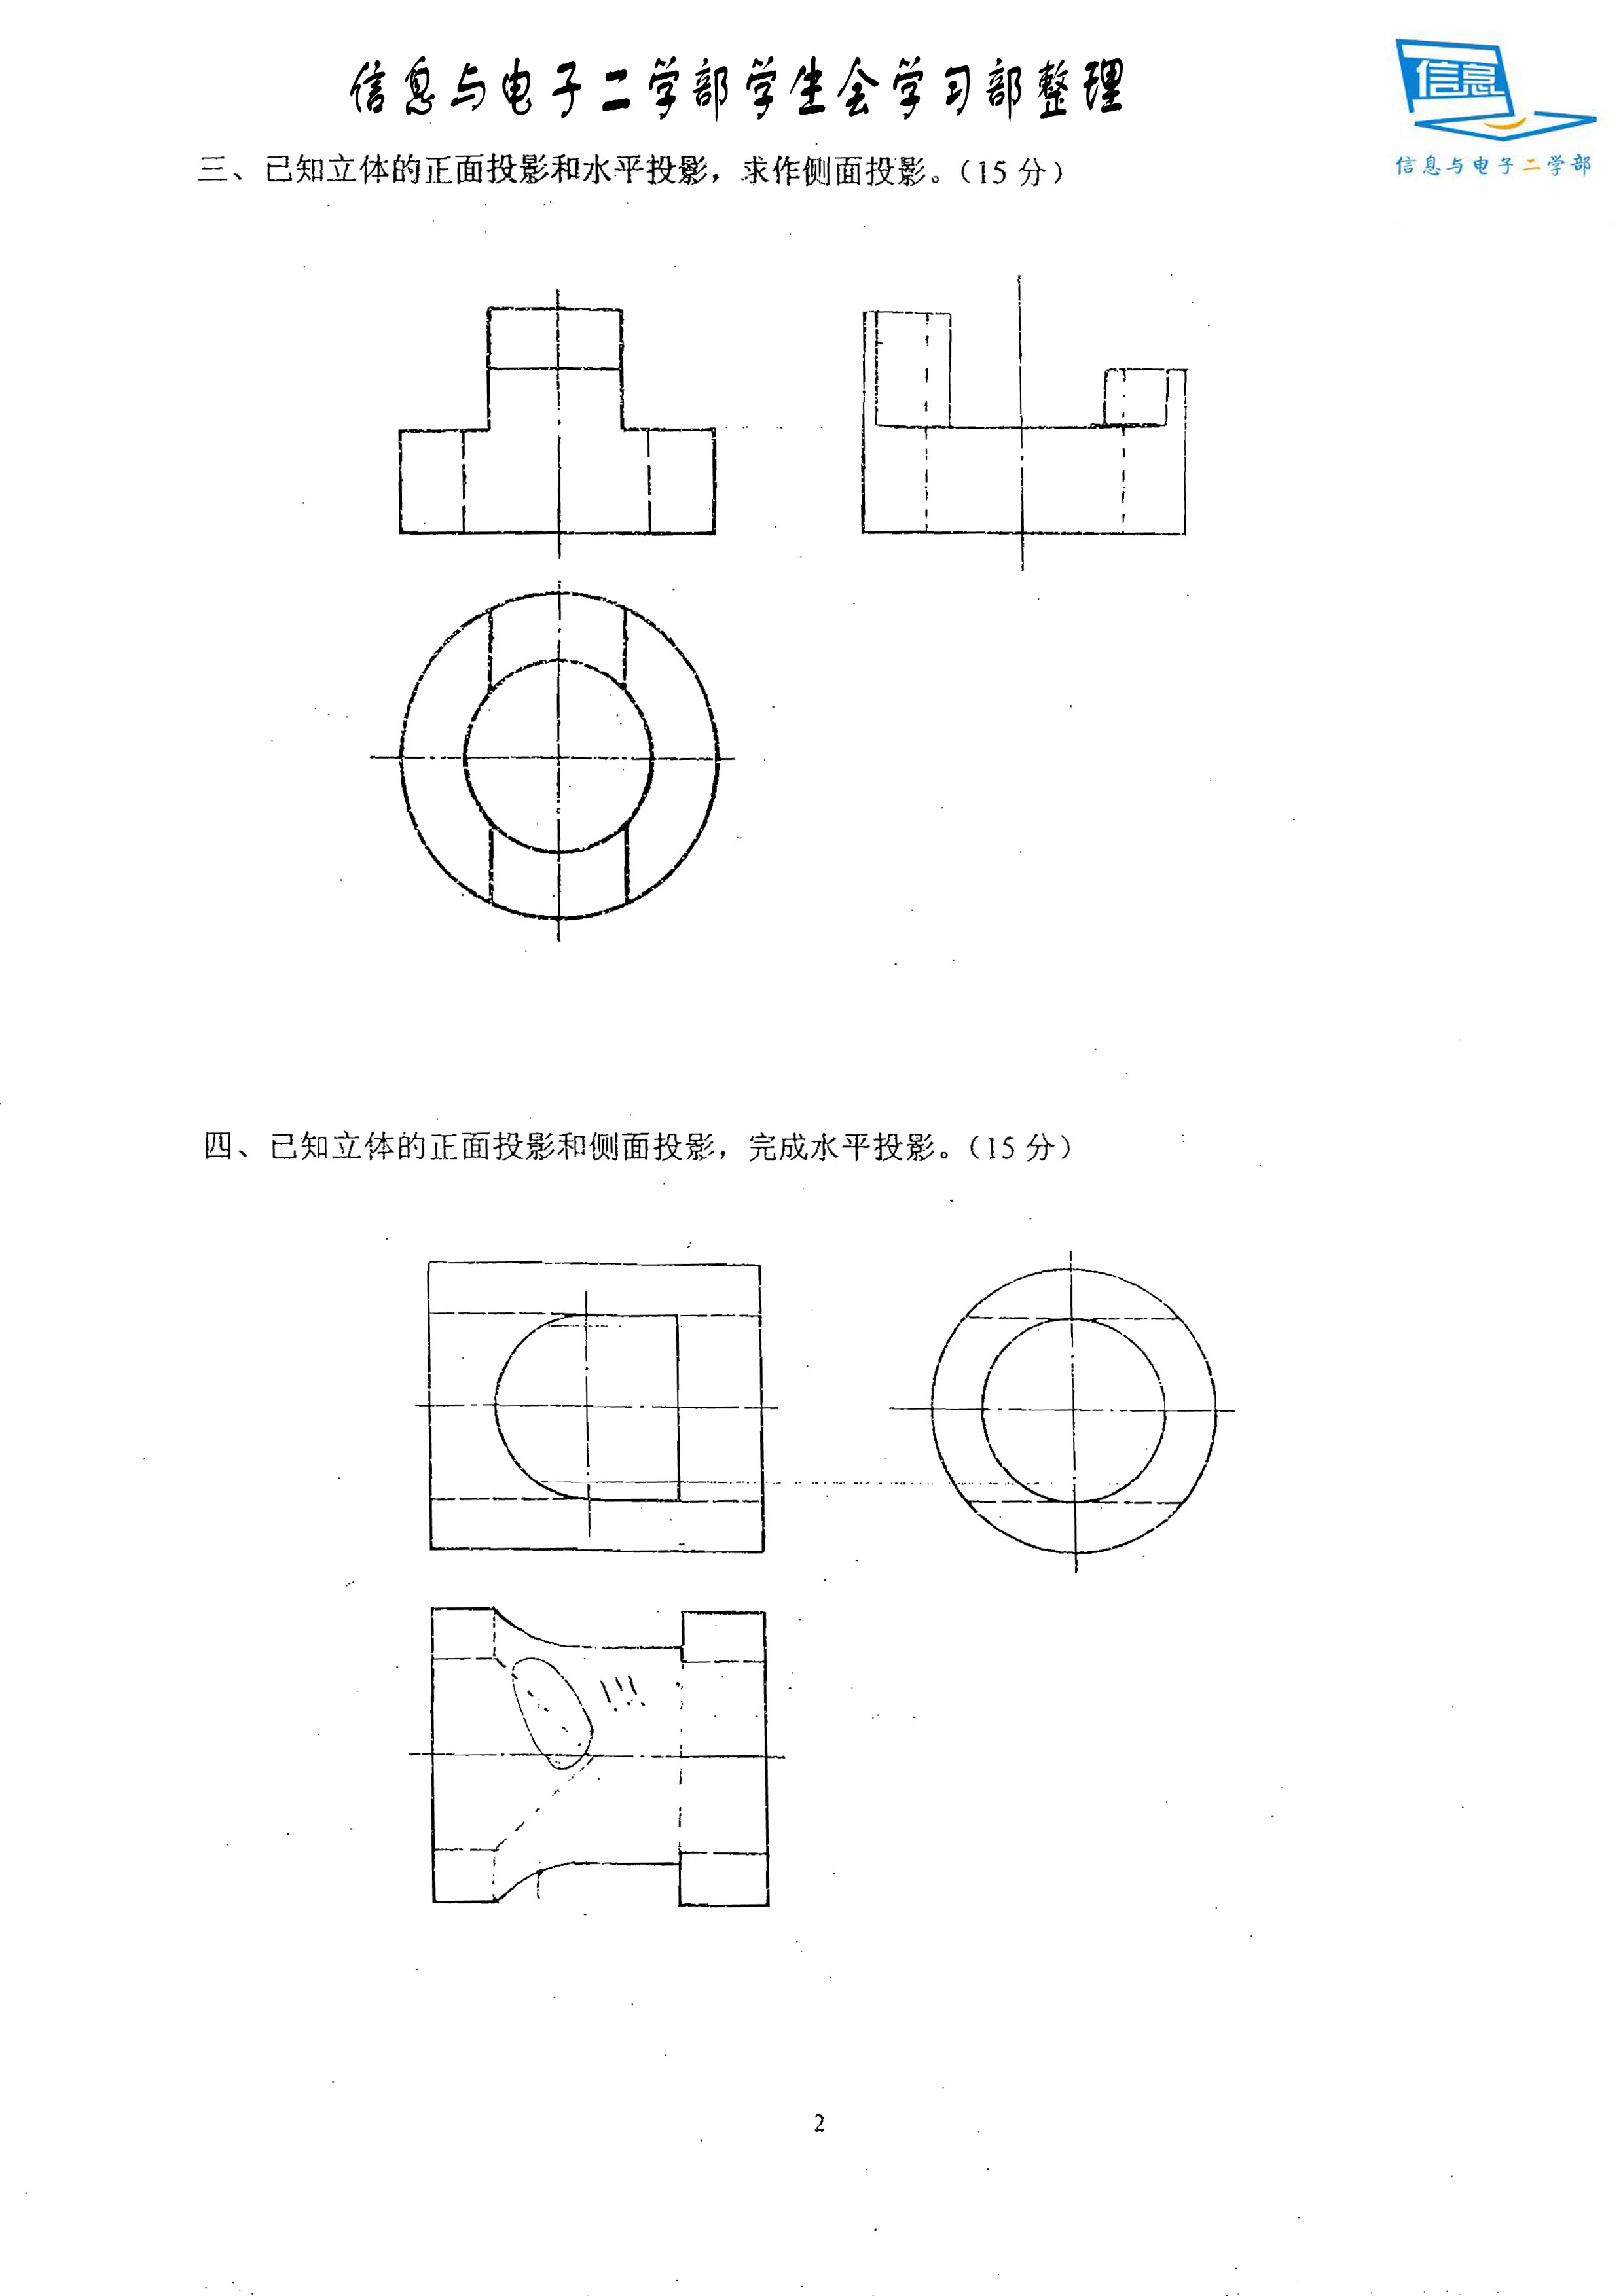 信息与电子二学部学生会学习部整理
信息
信息与电子二学部
三、已知立体的正面投影和水平投影，求作侧面投影。（15 分）
四、已知立体的正面投影和侧面投影，完成水平投影。（15 分）
!!!
2